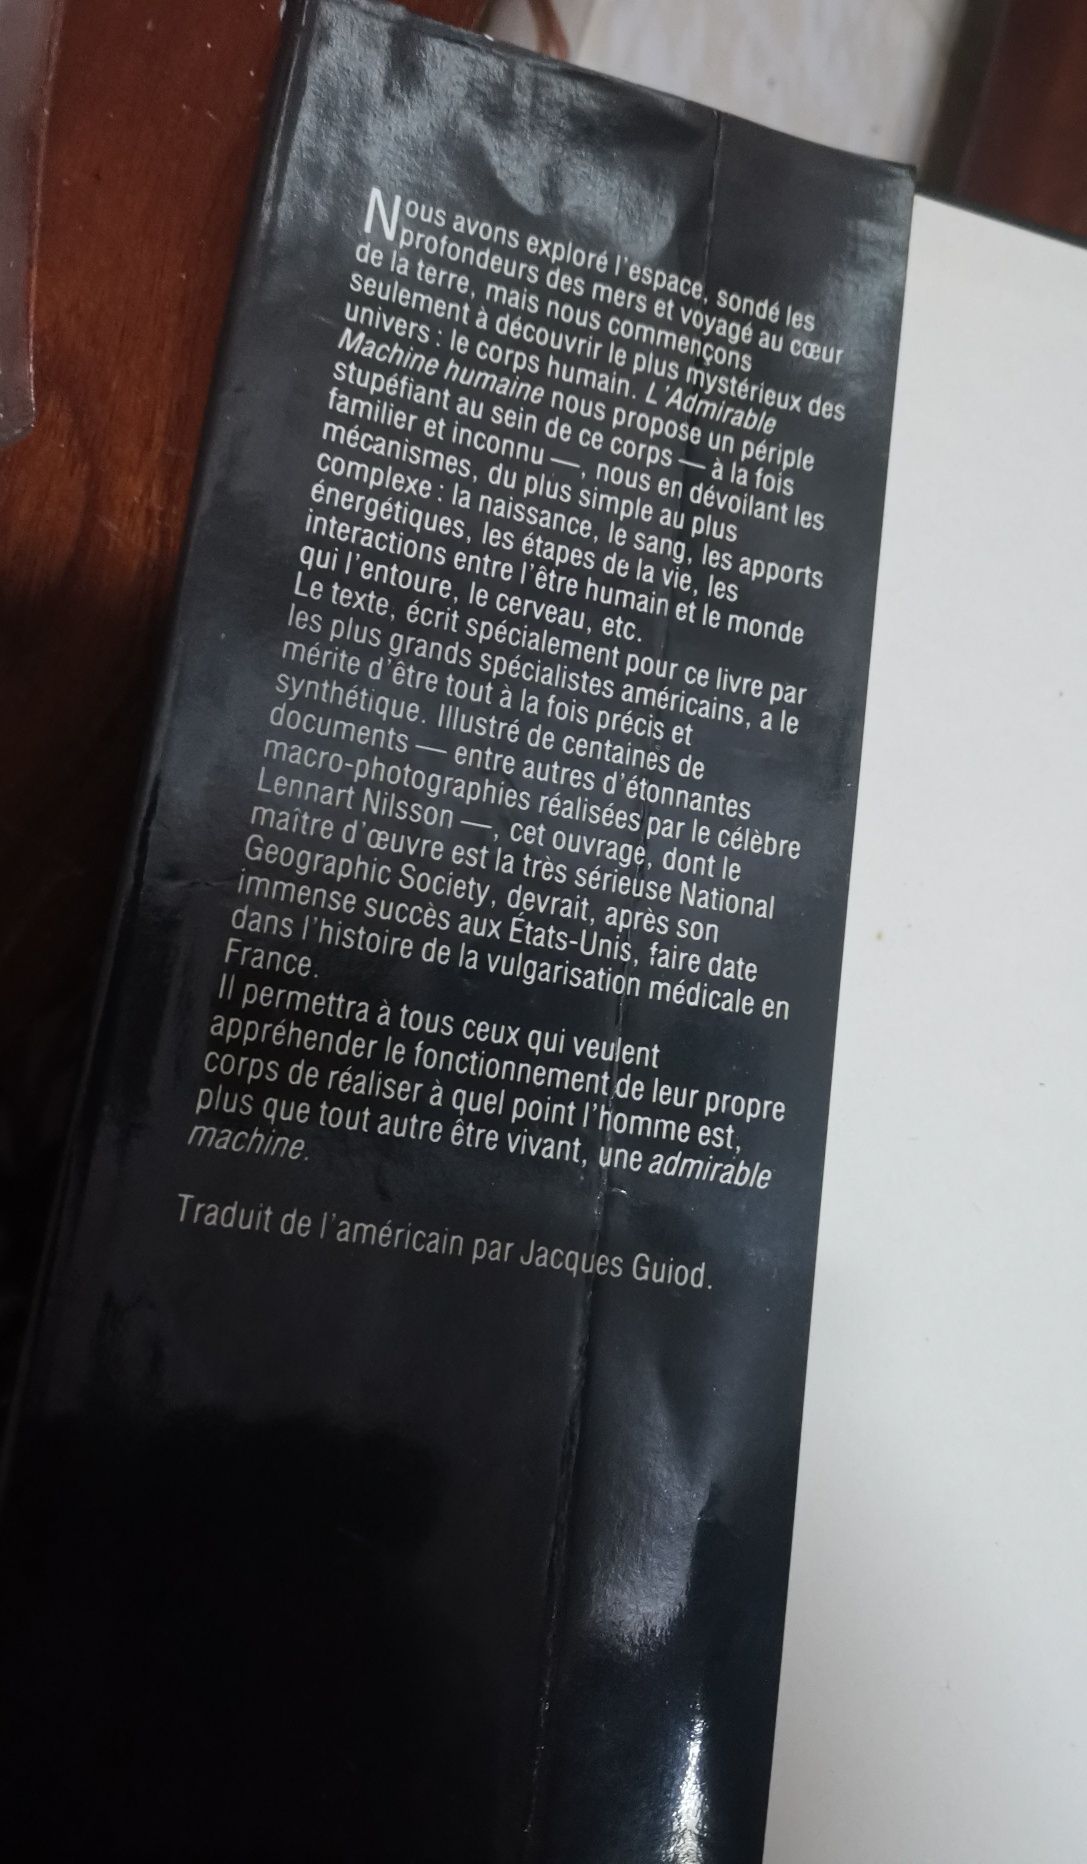 Nous avons exploré l'espace, sondé les
profondeurs des mers et voyagé au cœur
de la terre, mais nous commençons
seulement à découvrir le plus mystérieux des
univers : le corps humain. L'Admirable
Machine humaine nous propose un périple
stupéfiant au sein de ce corps — à la fois
familier et inconnu —, nous en dévoilant les
mécanismes, du plus simple au plus
complexe : la naissance, le sang, les apports
énergétiques, les étapes de la vie, les
interactions entre l'être humain et le monde
qui l'entoure, le cerveau, etc.
Le texte, écrit spécialement pour ce livre par
les plus grands spécialistes américains, a le
mérite d'être tout à la fois précis et
synthétique. Illustré de centaines de
documents — entre autres d'étonnantes
macro-photographies réalisées par le célèbre
Lennart Nilsson —, cet ouvrage, dont le
maître d'œuvre est la très sérieuse National
Geographic Society, devrait, après son
immense succès aux États-Unis, faire date
dans l'histoire de la vulgarisation médicale en
France.
Il permettra à tous ceux qui veulent
appréhender le fonctionnement de leur propre
corps de réaliser à quel point l'homme est,
plus que tout autre être vivant, une admirable
machine.
Traduit de l'américain par Jacques Guiod.